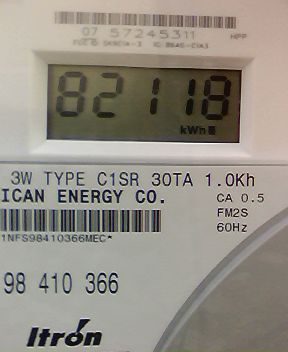 07 57245311
HPP
82118
kWh
3W TYPE C1SR 30TA 1.0Kh
ICAN ENERGY CO.
CA 0.5
FM2S
60Hz
1NFS98410366MEC*
98 410 366
Itron